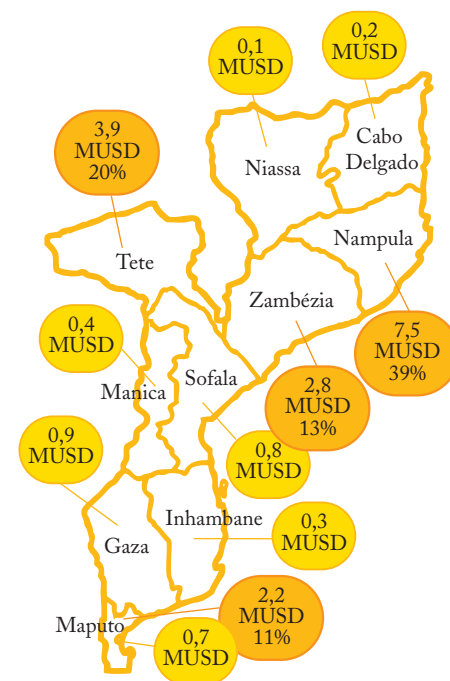 0,1
MUSD
0,2
MUSD
3,9
MUSD
20%
Cabo
Delgado
Niassa
Nampula
Tete
Zambézia
0,4
MUSD
7,5
MUSD
39%
Manica
Sofala
2,8
MUSD
13%
0,9
MUSD
0,8
MUSD
Inhambane
0,3
MUSD
Gaza
2,2
MUSD
11%
Maputo
0,7
MUSD